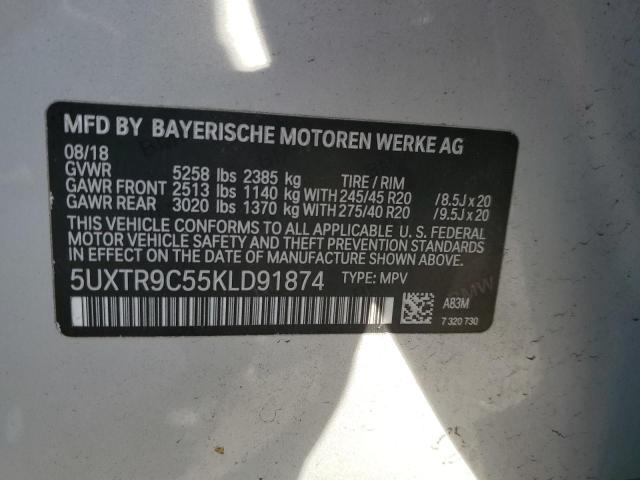 MFD BY BAYERISCHE MOTOREN WERKE AG
08/18
GVWR 5258 lbs 2385 kg TIRE / RIM
GAWR FRONT 2513 lbs 1140 kg WITH 245/45 R20 /8.5J x 20
GAWR REAR 3020 lbs 1370 kg WITH 275/40 R20 /9.5J x 20
THIS VEHICLE CONFORMS TO ALL APPLICABLE U. S. FEDERAL
MOTOR VEHICLE SAFETY AND THEFT PREVENTION STANDARDS
IN EFFECT ON THE DATE OF MANUFACTURE SHOWN ABOVE.
5UXTR9C55KLD91874 TYPE: MPV
A83M
7 320 730
BMW